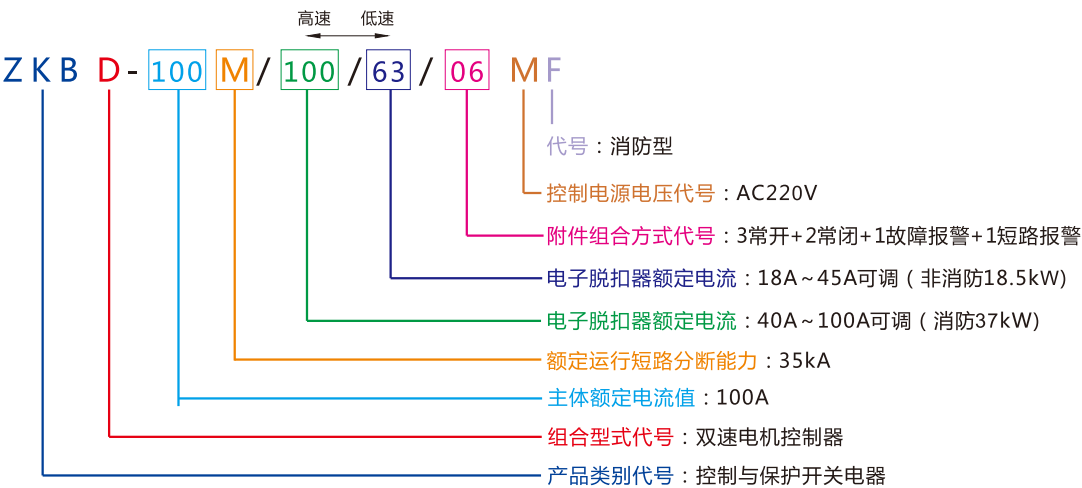 高速 低速
ZKB D-100 M/100/63/06 MF
代号：消防型
控制电源电压代号：AC220V
附件组合方式代号：3常开+2常闭+1故障报警+1短路报警
电子脱扣器额定电流：18A～45A可调（非消防18.5kW)
电子脱扣器额定电流：40A～100A可调（消防37kW)
额定运行短路分断能力：35kA
主体额定电流值：100A
组合型式代号：双速电机控制器
产品类别代号：控制与保护开关电器